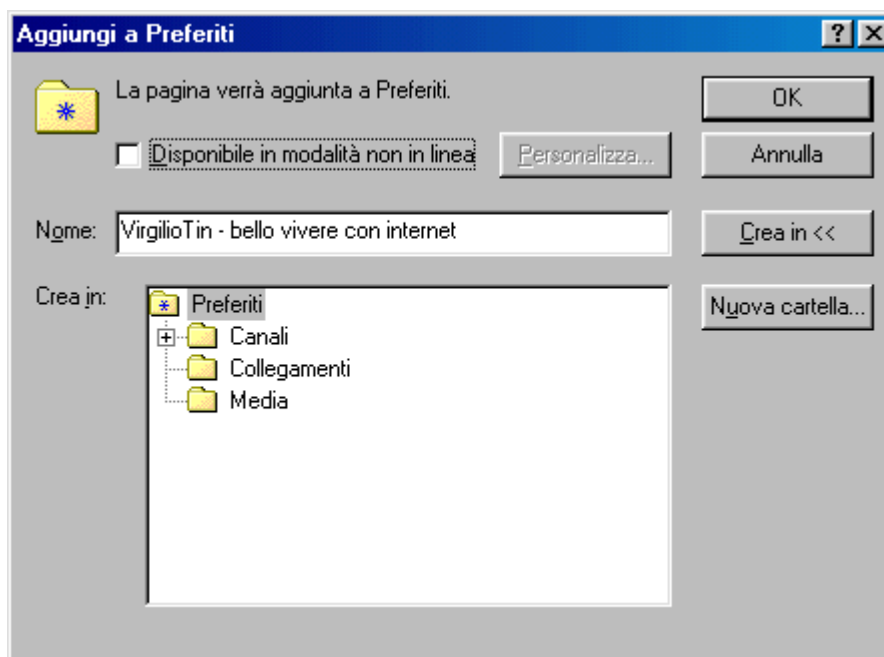 Aggiungi a Preferiti
La pagina verrà aggiunta a Preferiti.
OK
Disponibile in modalità non in linea
Personalizza...
Annulla
Nome:
VirgilioTin - bello vivere con internet
Crea in <<
Crea in:
Preferiti
Nuova cartella...
Canali
Collegamenti
Media